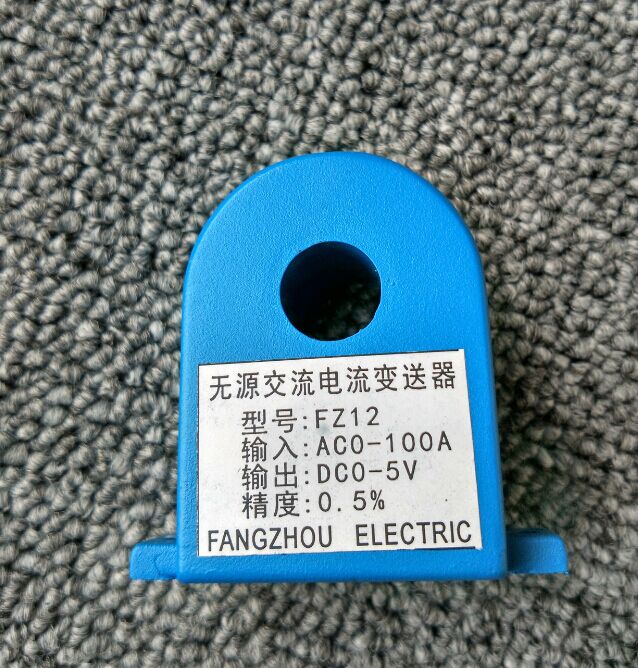 无源交流电流变送器
型号:FZ12
输入:AC0-100A
输出:DC0-5V
精度:0.5%
FANGZHOU ELECTRIC